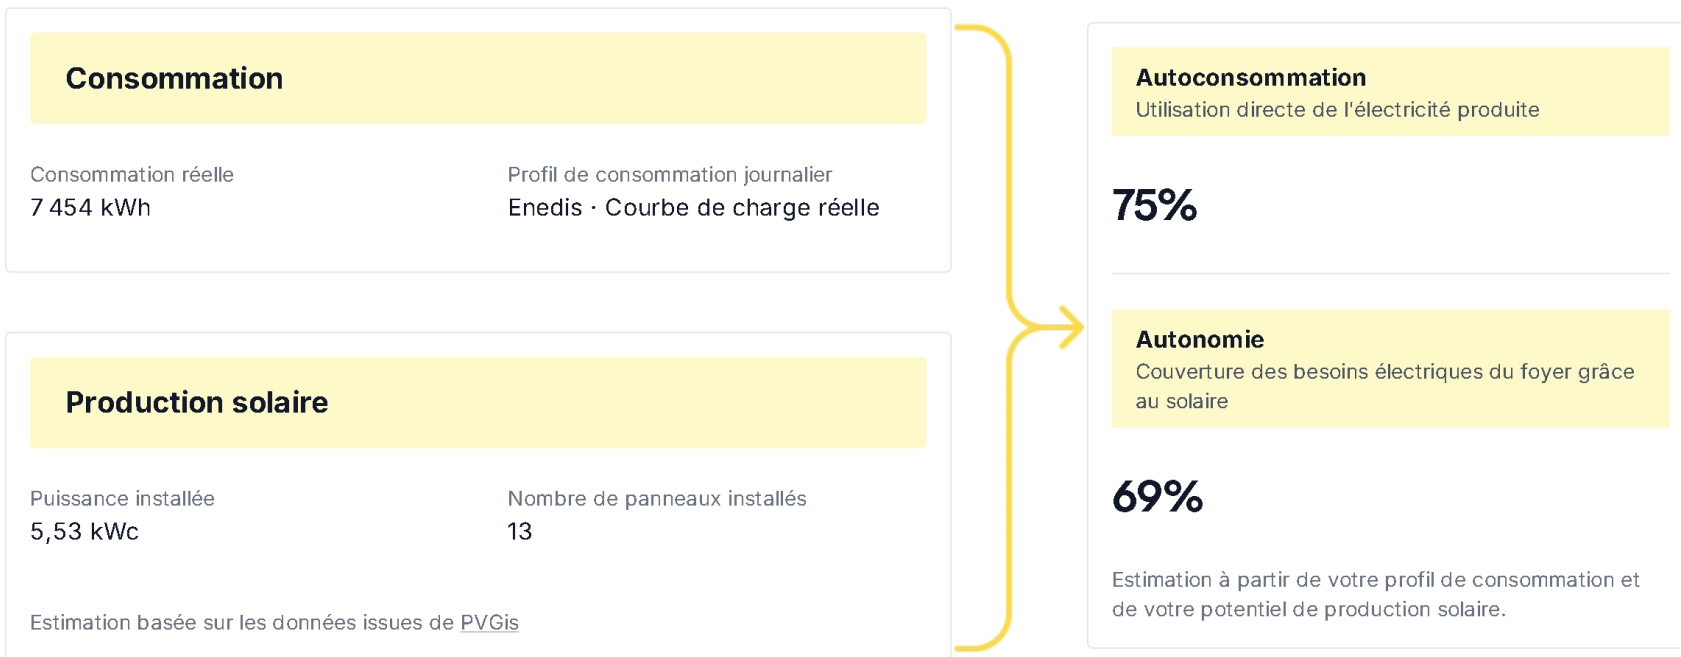 Consommation
Consommation réelle
7 454 kWh
Profil de consommation journalier
Enedis · Courbe de charge réelle
Production solaire
Puissance installée
5,53 kWc
Nombre de panneaux installés
13
Estimation basée sur les données issues de PVGis
Autoconsommation
Utilisation directe de l'électricité produite
75%
Autonomie
Couverture des besoins électriques du foyer grâce
au solaire
69%
Estimation à partir de votre profil de consommation et
de votre potentiel de production solaire.